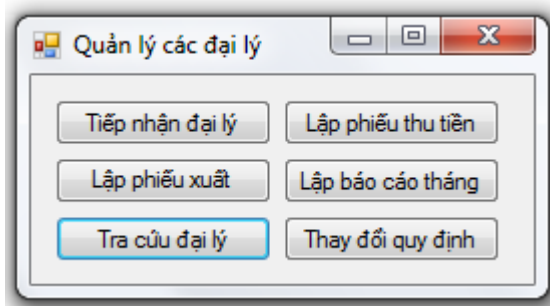 Quản lý các đại lý
Tiếp nhận đại lý
Lập phiếu thu tiền
Lập phiếu xuất
Lập báo cáo tháng
Tra cứu đại lý
Thay đổi quy định